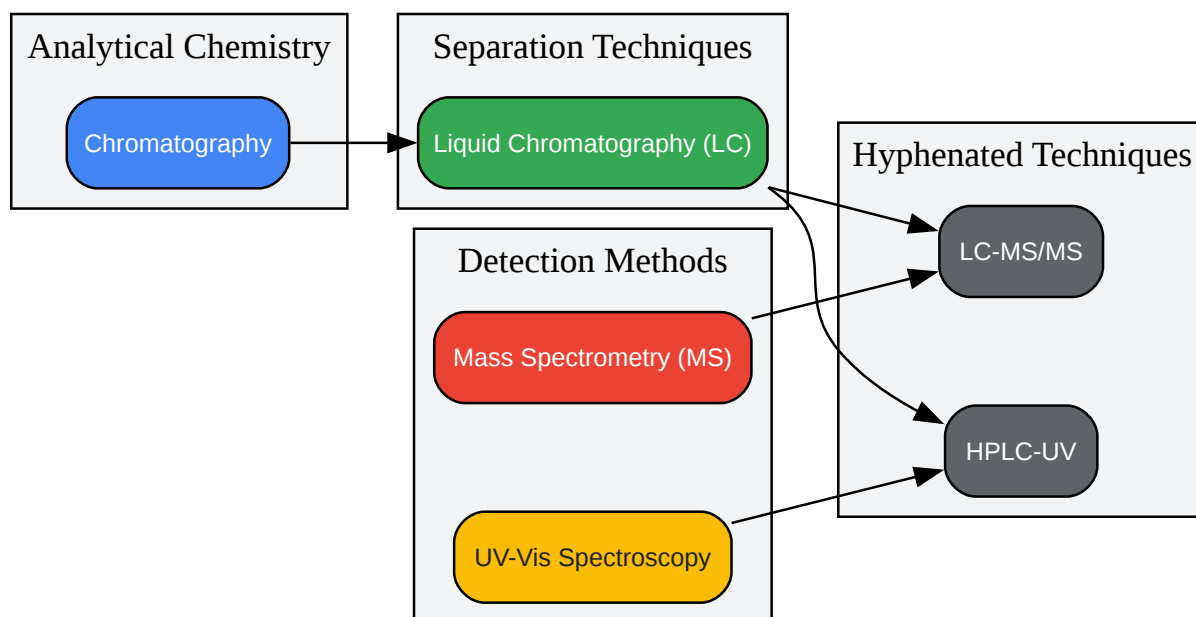 Analytical Chemistry
Chromatography
Separation Techniques
Liquid Chromatography (LC)
Detection Methods
Mass Spectrometry (MS)
UV-Vis Spectroscopy
Hyphenated Techniques
LC-MS/MS
HPLC-UV